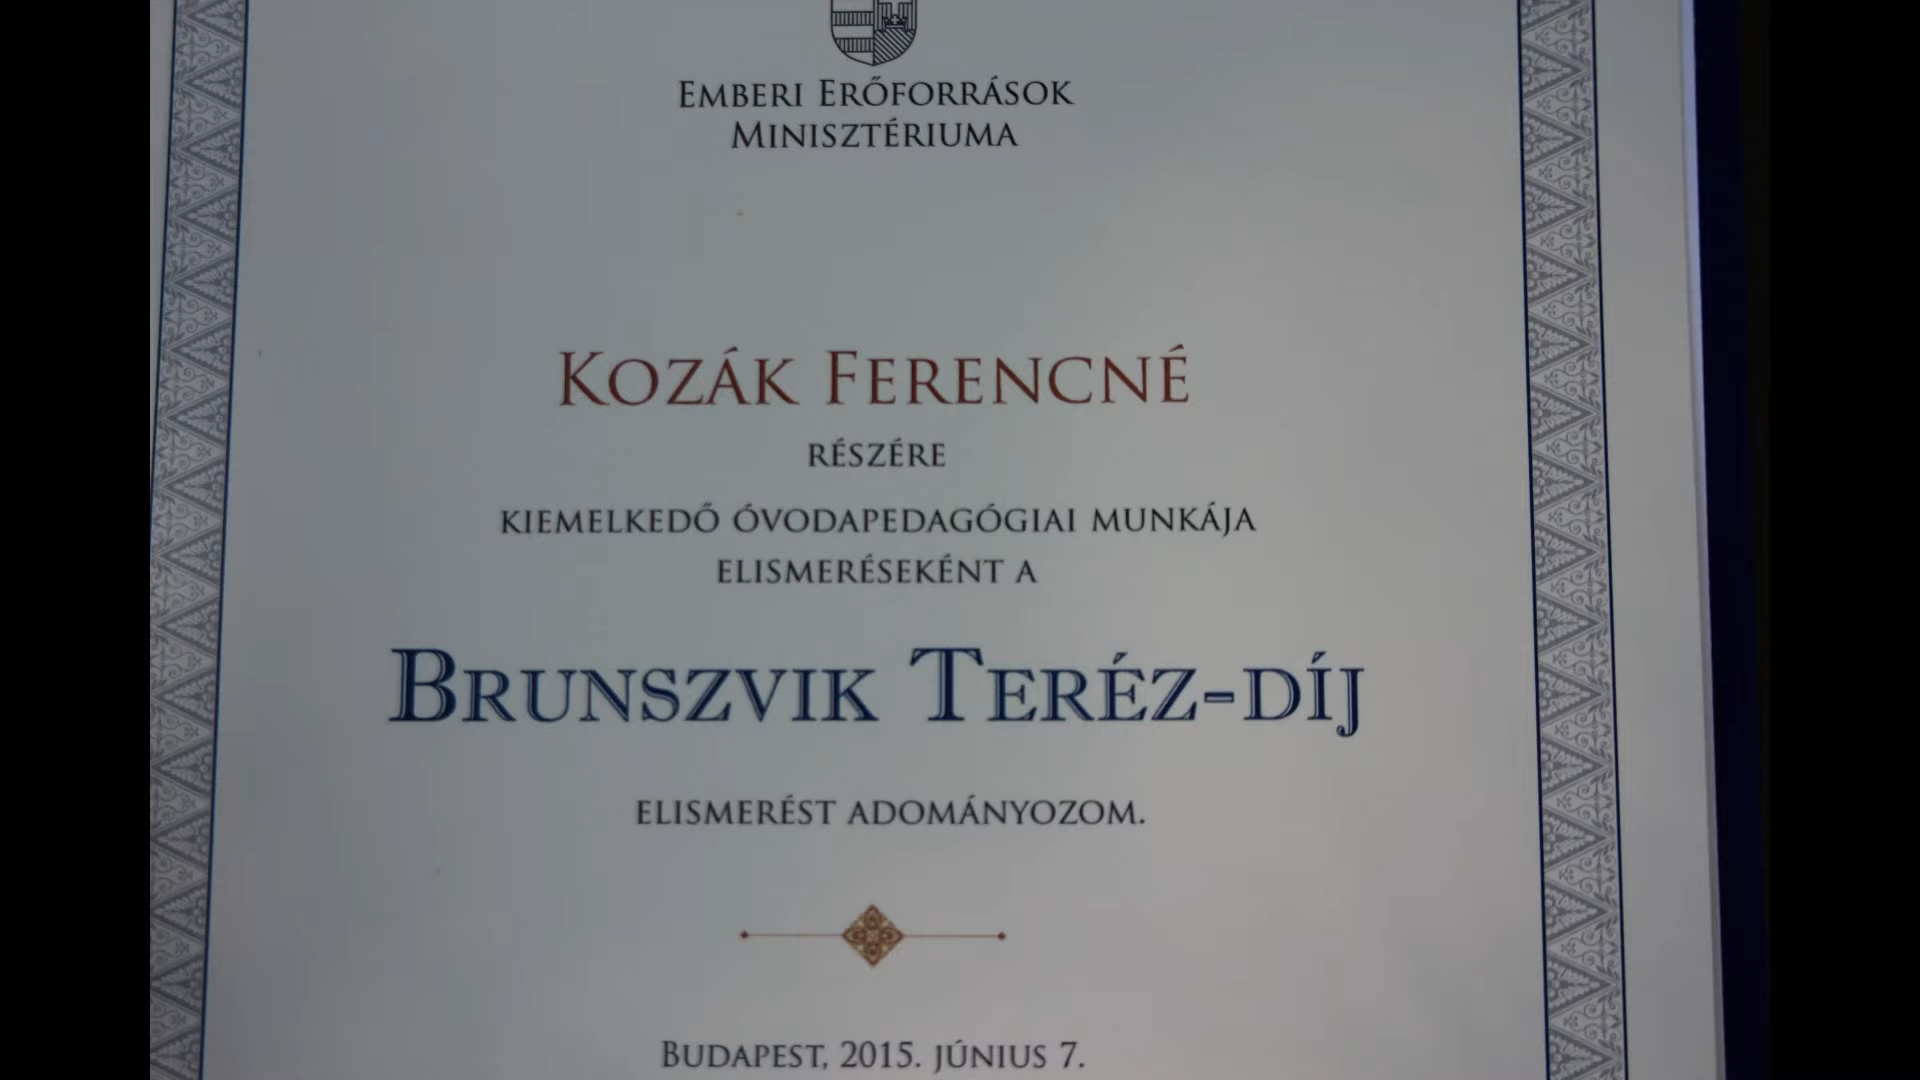 Emberi Erőforrások
Minisztériuma
Kozák Ferencné
részére
kiemelkedő óvodapedagógiai munkája
elismeréseként a
Brunszvik Teréz-díj
elismerést adományozom.
Budapest, 2015. június 7.